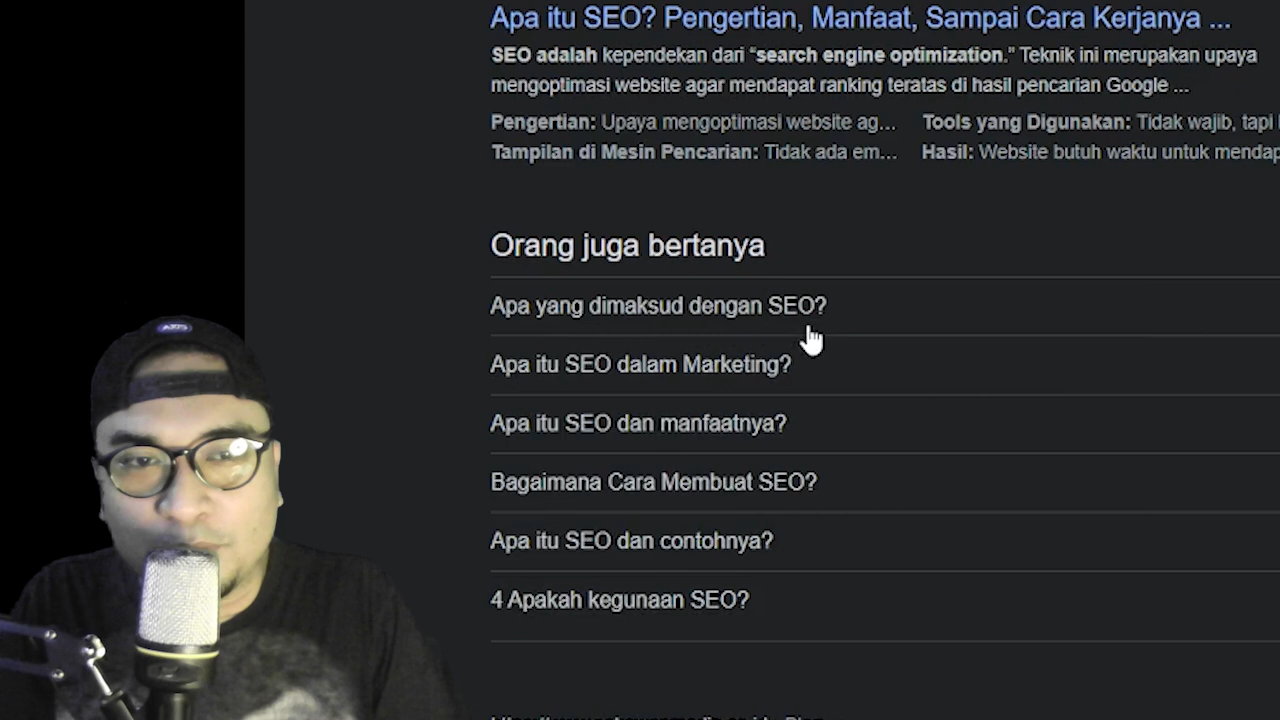 Apa itu SEO? Pengertian, Manfaat, Sampai Cara Kerjanya ...
SEO adalah kependekan dari “search engine optimization.” Teknik ini merupakan upaya
mengoptimasi website agar mendapat ranking teratas di hasil pencarian Google ...
Pengertian: Upaya mengoptimasi website ag... Tools yang Digunakan: Tidak wajib, tapi
Tampilan di Mesin Pencarian: Tidak ada em... Hasil: Website butuh waktu untuk mendap
Orang juga bertanya
Apa yang dimaksud dengan SEO?
Apa itu SEO dalam Marketing?
Apa itu SEO dan manfaatnya?
Bagaimana Cara Membuat SEO?
Apa itu SEO dan contohnya?
4 Apakah kegunaan SEO?